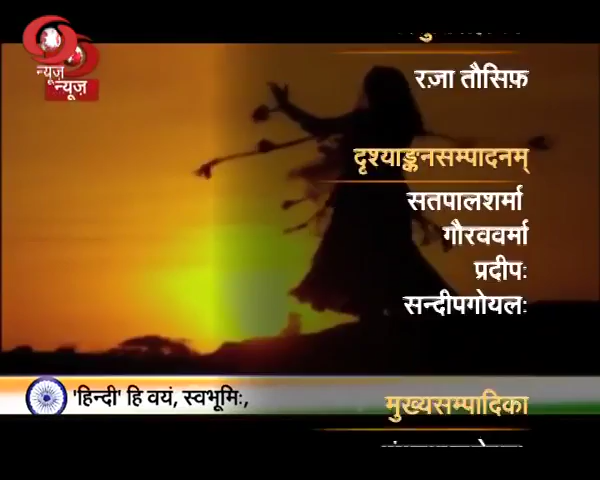 न्यूज़
न्यूज़
रज़ा तौसिफ़
दृश्याङ्कनसम्पादनम्
सतपालशर्मा
गौरववर्मा
प्रदीपः
सन्दीपगोयलः
'हिन्दी' हि वयं, स्वभूमिः,
मुख्यसम्पादिका